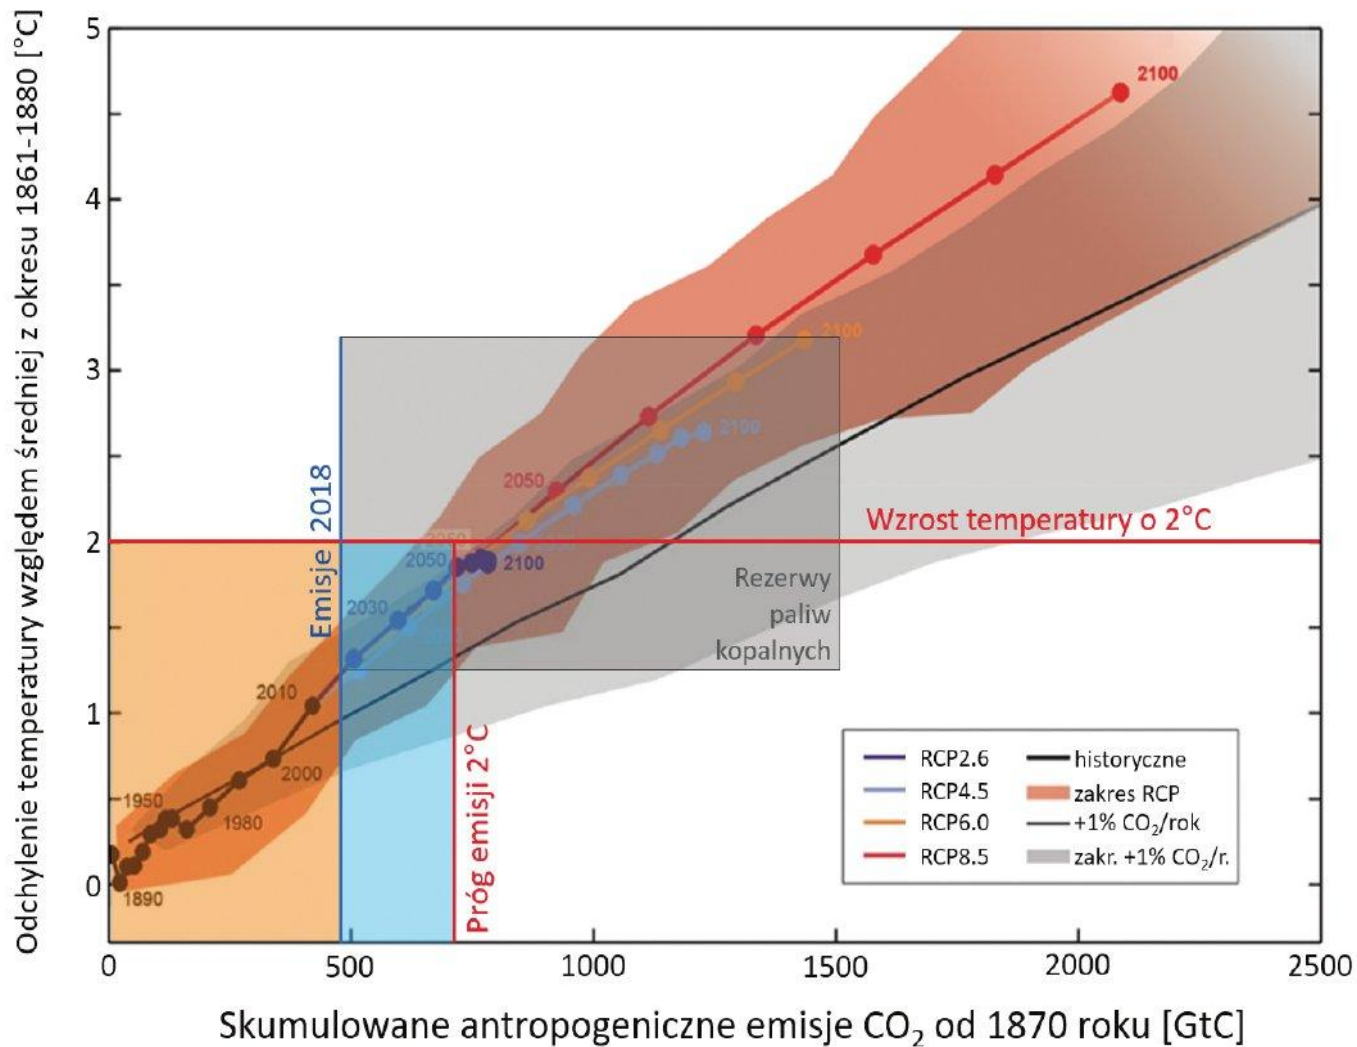 Odchylenie temperatury względem średniej z okresu 1861-1880 [°C]
5
4
3
2
1
0
2100
2100
2100
2050
Wzrost temperatury o 2°C
Emisje 2018
2050
2100
2030
Rezerwy
paliw
kopalnych
2010
2000
1950
1980
1890
Próg emisji 2°C
RCP2.6
RCP4.5
RCP6.0
RCP8.5
historyczne
zakres RCP
+1% CO₂/rok
zakr. +1% CO₂/r.
0
500
1000
1500
2000
2500
Skumulowane antropogeniczne emisje CO₂ od 1870 roku [GtC]